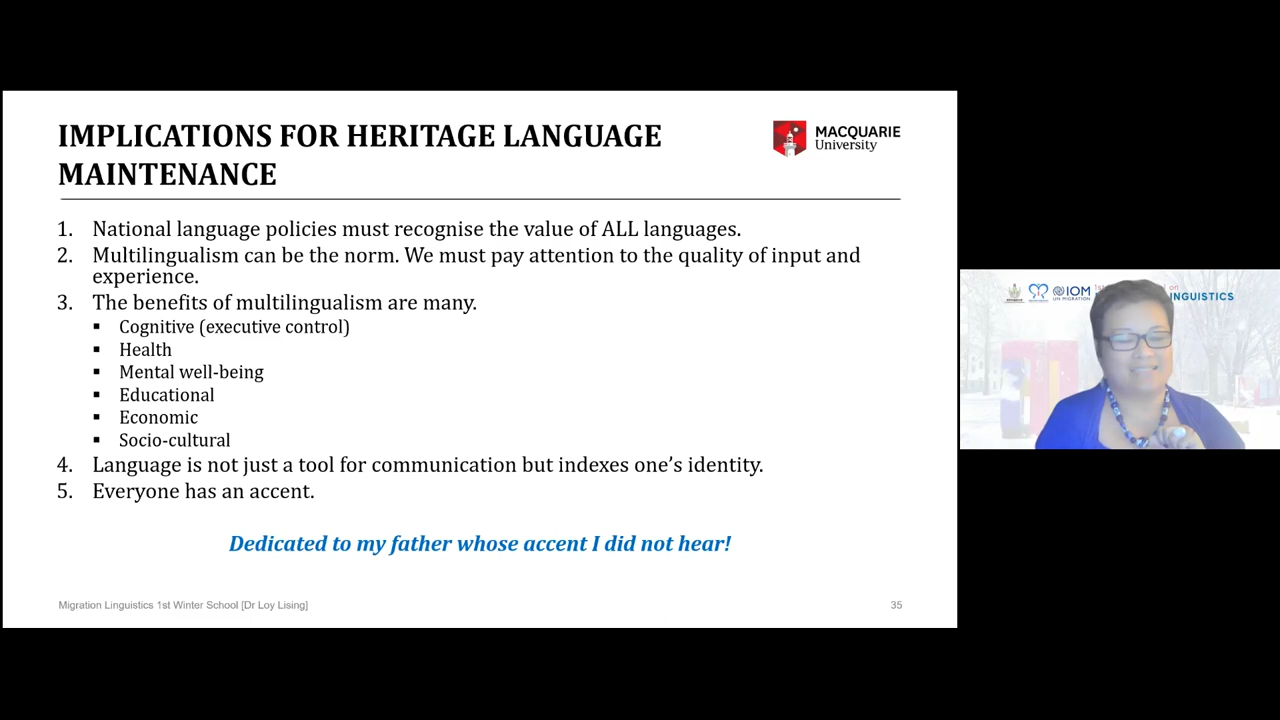 IMPLICATIONS FOR HERITAGE LANGUAGE
MAINTENANCE
MACQUARIE
University
1. National language policies must recognise the value of ALL languages.
2. Multilingualism can be the norm. We must pay attention to the quality of input and
experience.
3. The benefits of multilingualism are many.
▪ Cognitive (executive control)
▪ Health
▪ Mental well-being
▪ Educational
▪ Economic
▪ Socio-cultural
4. Language is not just a tool for communication but indexes one’s identity.
5. Everyone has an accent.
Dedicated to my father whose accent I did not hear!
Migration Linguistics 1st Winter School [Dr Loy Lising]
35
IOM
UN MIGRATION
on
INGUISTICS